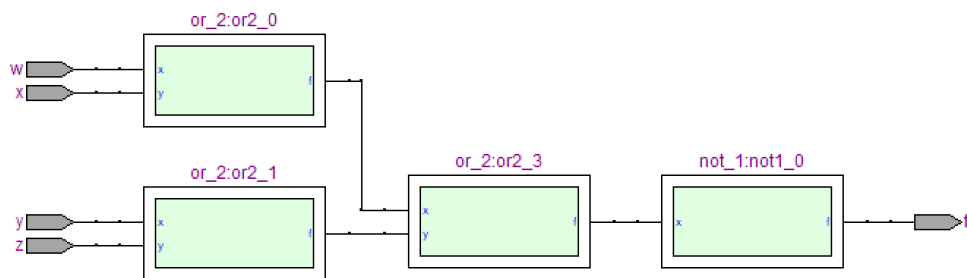 or_2:or2_0
w
x
x
y
f
or_2:or2_1
y
z
x
y
f
or_2:or2_3
x
y
f
not_1:not1_0
x
f
f